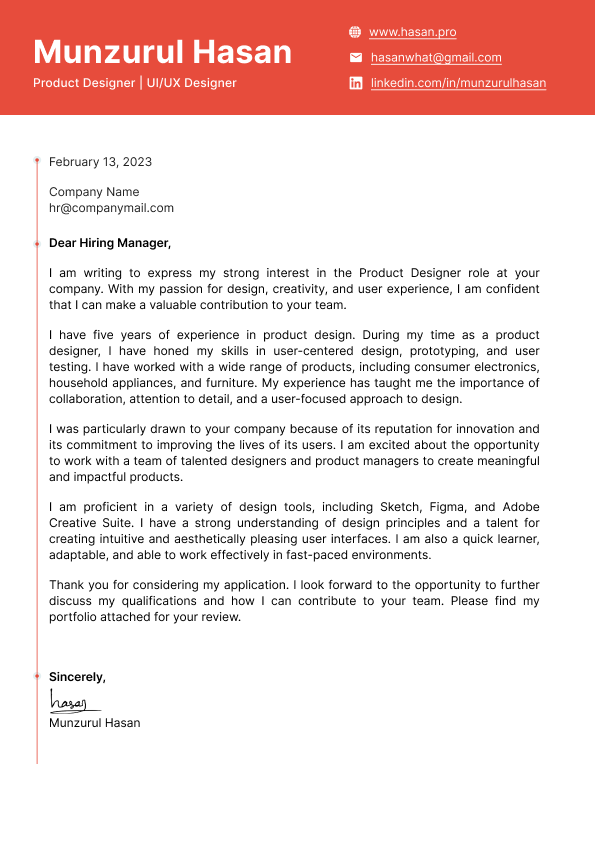 Munzurul Hasan
Product Designer | UI/UX Designer
www.hasan.pro
hasanwhat@gmail.com
linkedin.com/in/munzurulhasan
February 13, 2023
Company Name
hr@companymail.com
Dear Hiring Manager,
I am writing to express my strong interest in the Product Designer role at your
company. With my passion for design, creativity, and user experience, I am confident
that I can make a valuable contribution to your team.
I have five years of experience in product design. During my time as a product
designer, I have honed my skills in user-centered design, prototyping, and user
testing. I have worked with a wide range of products, including consumer electronics,
household appliances, and furniture. My experience has taught me the importance of
collaboration, attention to detail, and a user-focused approach to design.
I was particularly drawn to your company because of its reputation for innovation and
its commitment to improving the lives of its users. I am excited about the opportunity
to work with a team of talented designers and product managers to create meaningful
and impactful products.
I am proficient in a variety of design tools, including Sketch, Figma, and Adobe
Creative Suite. I have a strong understanding of design principles and a talent for
creating intuitive and aesthetically pleasing user interfaces. I am also a quick learner,
adaptable, and able to work effectively in fast-paced environments.
Thank you for considering my application. I look forward to the opportunity to further
discuss my qualifications and how I can contribute to your team. Please find my
portfolio attached for your review.
Sincerely,
hasan
Munzurul Hasan